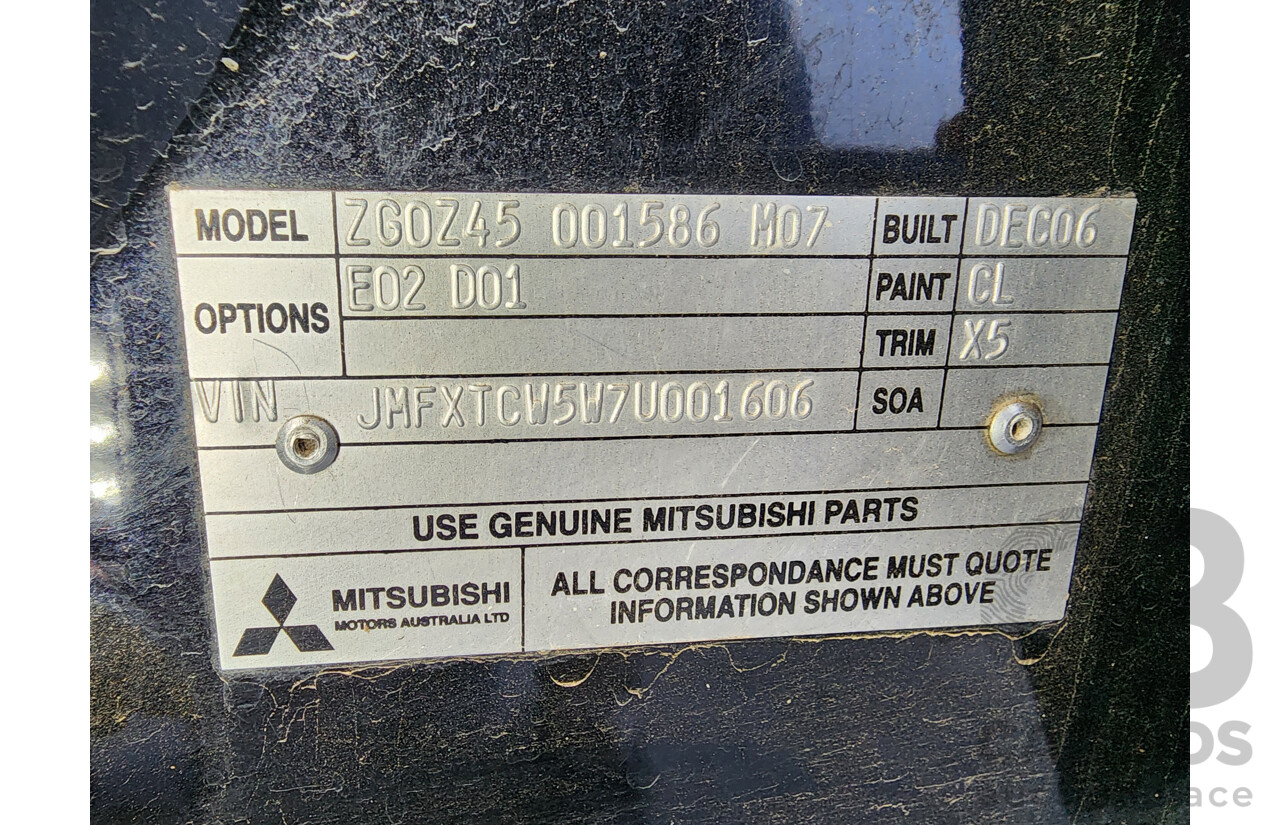 MODEL ZG0Z45 001586 M07 BUILT DEC06
OPTIONS E02 D01 PAINT CL
TRIM X5
VIN JMFXTCW5W7U001606 SOA
USE GENUINE MITSUBISHI PARTS
MITSUBISHI
MOTORS AUSTRALIA LTD
ALL CORRESPONDANCE MUST QUOTE
INFORMATION SHOWN ABOVE